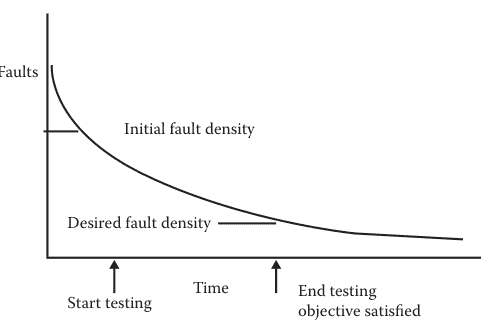 Faults
Initial fault density
Desired fault density
Start testing
Time
End testing
objective satisfied